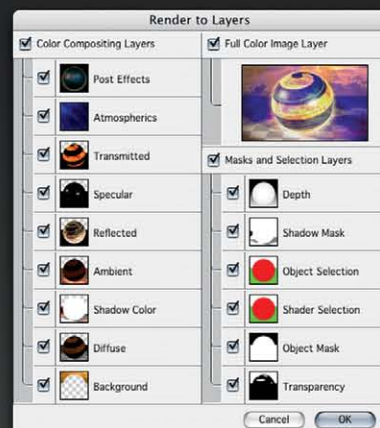 Render to Layers
Color Compositing Layers
Post Effects
Atmospherics
Transmitted
Specular
Reflected
Ambient
Shadow Color
Diffuse
Background
Full Color Image Layer
Masks and Selection Layers
Depth
Shadow Mask
Object Selection
Shader Selection
Object Mask
Transparency
Cancel
OK